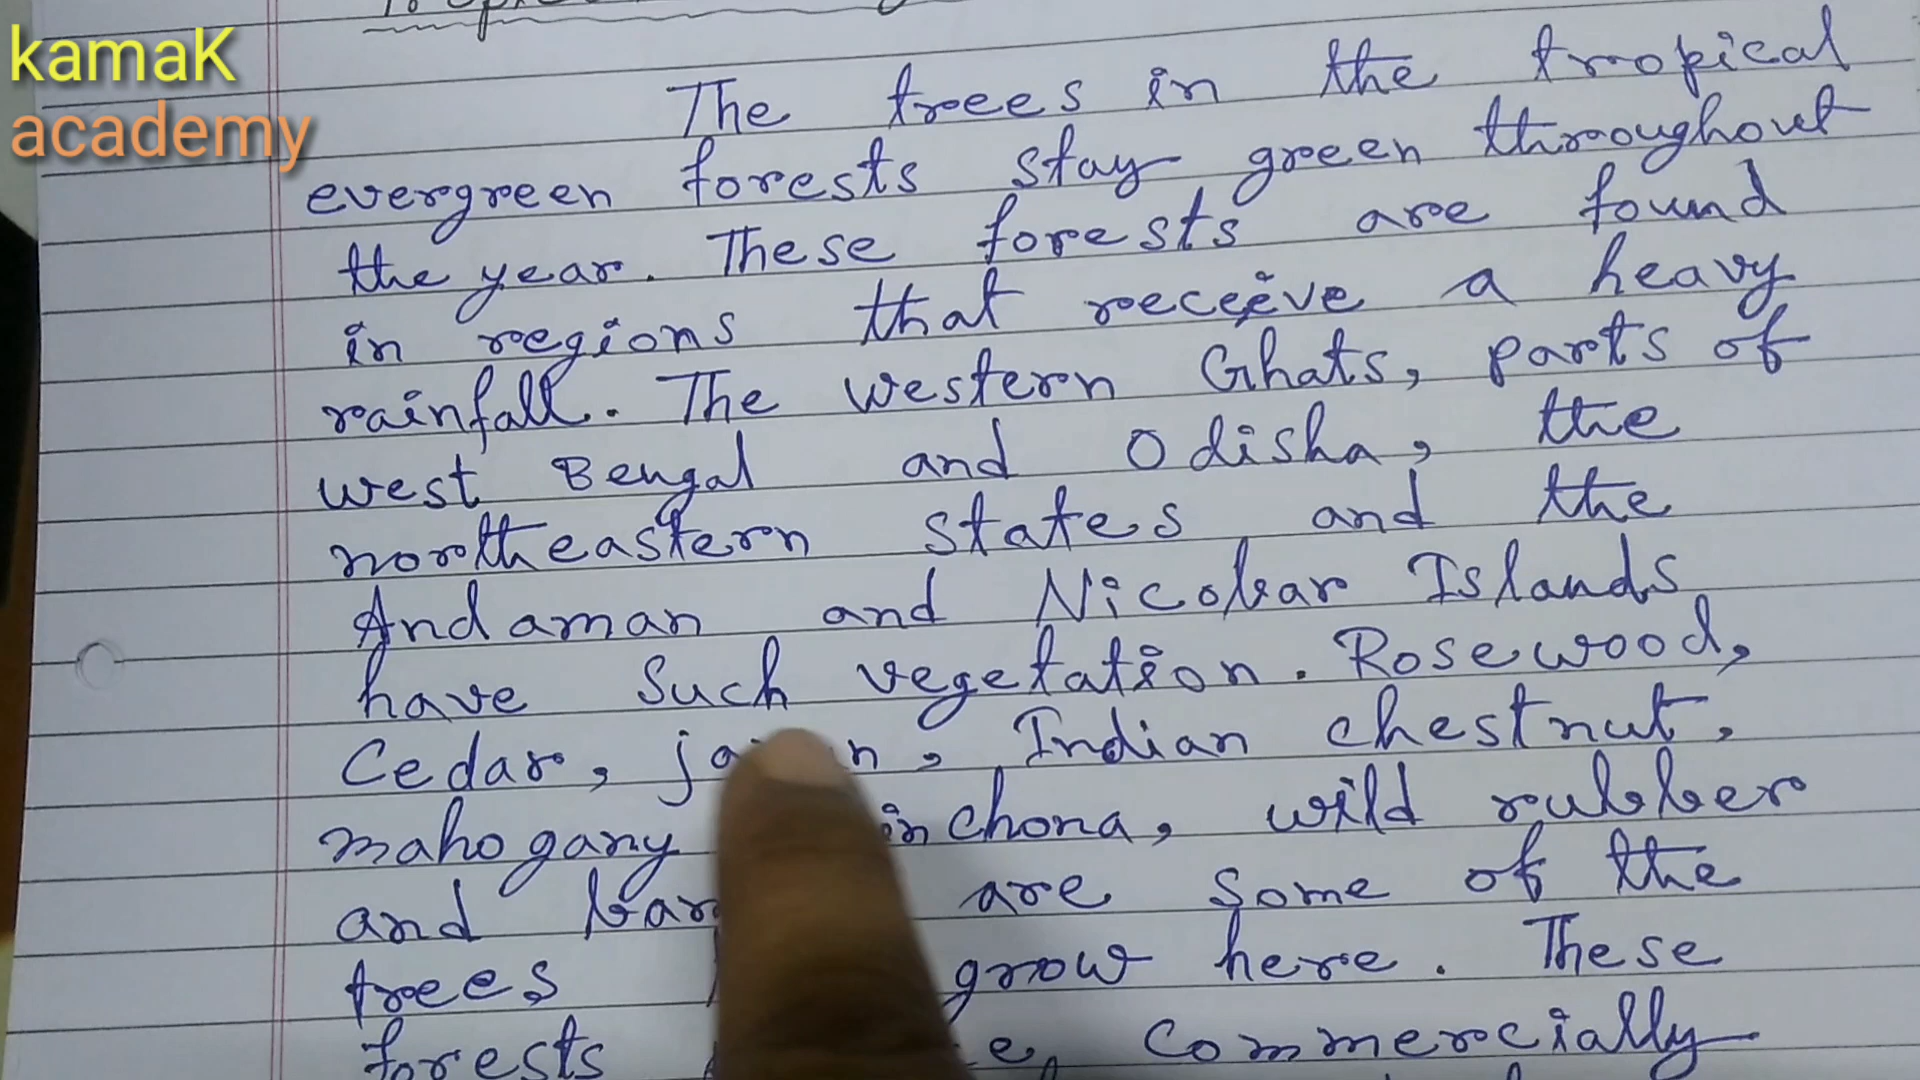 kamaK
academy
The trees in the tropical
evergreen forests stay green throughout
the year. These forests are found
in regions that receive a heavy
rainfall. The western Ghats, parts of
west Bengal and Odisha, the
northeastern states and the
Andaman and Nicobar Islands
have Such vegetation. Rosewood,
Cedar, , Indian chestnut,
mahogany inchona, wild rubber
and are Some of the
trees grow here. These
forests commercially